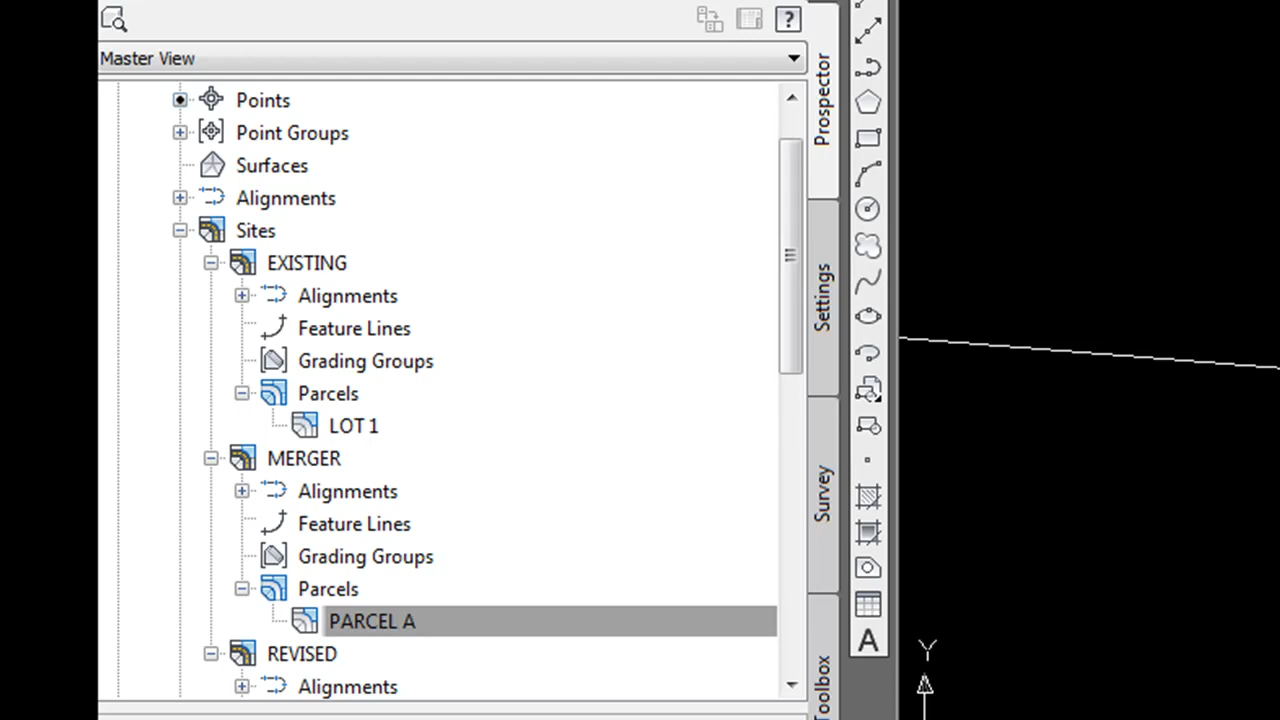 ?
Master View
Points
Point Groups
Surfaces
Alignments
Sites
EXISTING
Alignments
Feature Lines
Grading Groups
Parcels
LOT 1
MERGER
Alignments
Feature Lines
Grading Groups
Parcels
PARCEL A
REVISED
Alignments
Prospector
Settings
Survey
Toolbox
A
Y